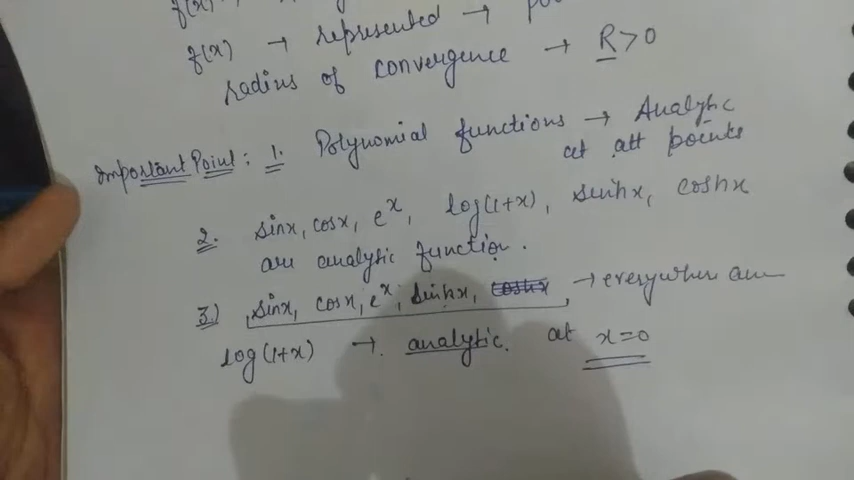 f(x)
f(x) → represented →
radius of convergence → R>0
Important Point: 1. Polynomial functions → Analytic
at all points
2. sinx, cosx, e^x, log(1+x), sinhx, coshx
are analytic function.
3.) sinx, cosx, e^x, sinhx, coshx, → everywhere
log(1+x) → analytic. at x=0